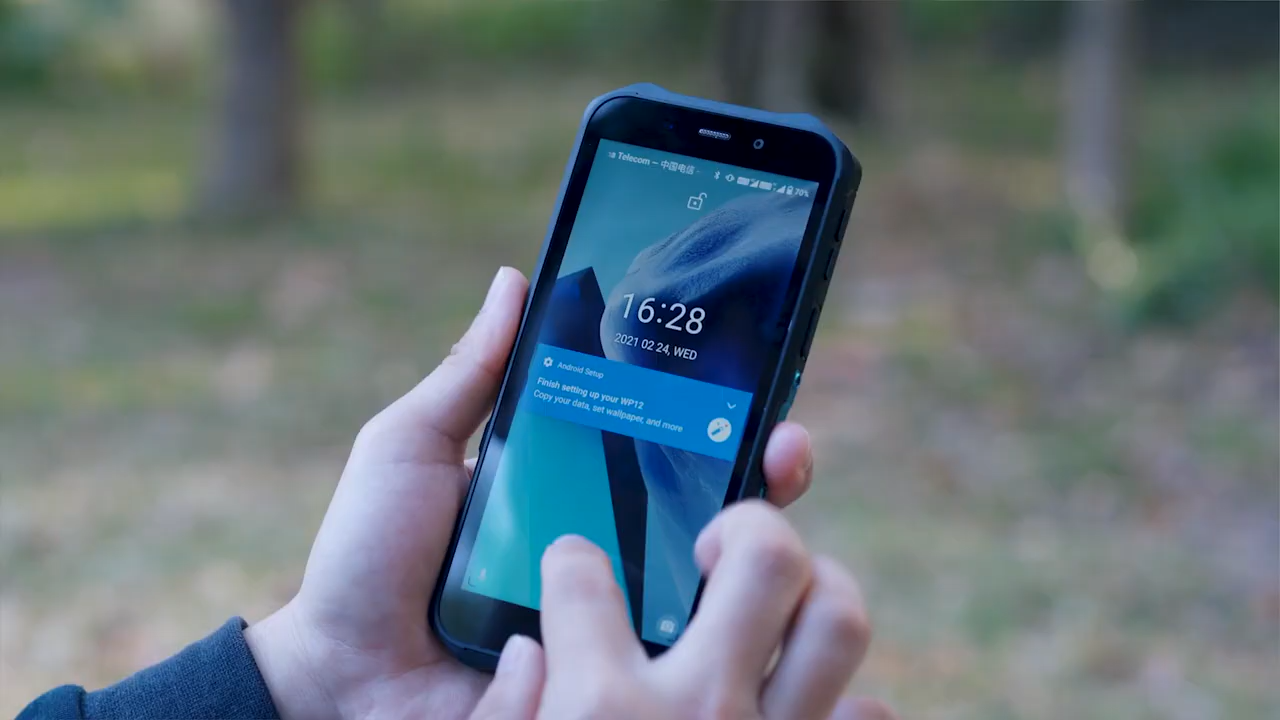 Telecom — 中国电信
70%
16:28
2021 02 24, WED
Android Setup
Finish setting up your WP12
Copy your data, set wallpaper, and more